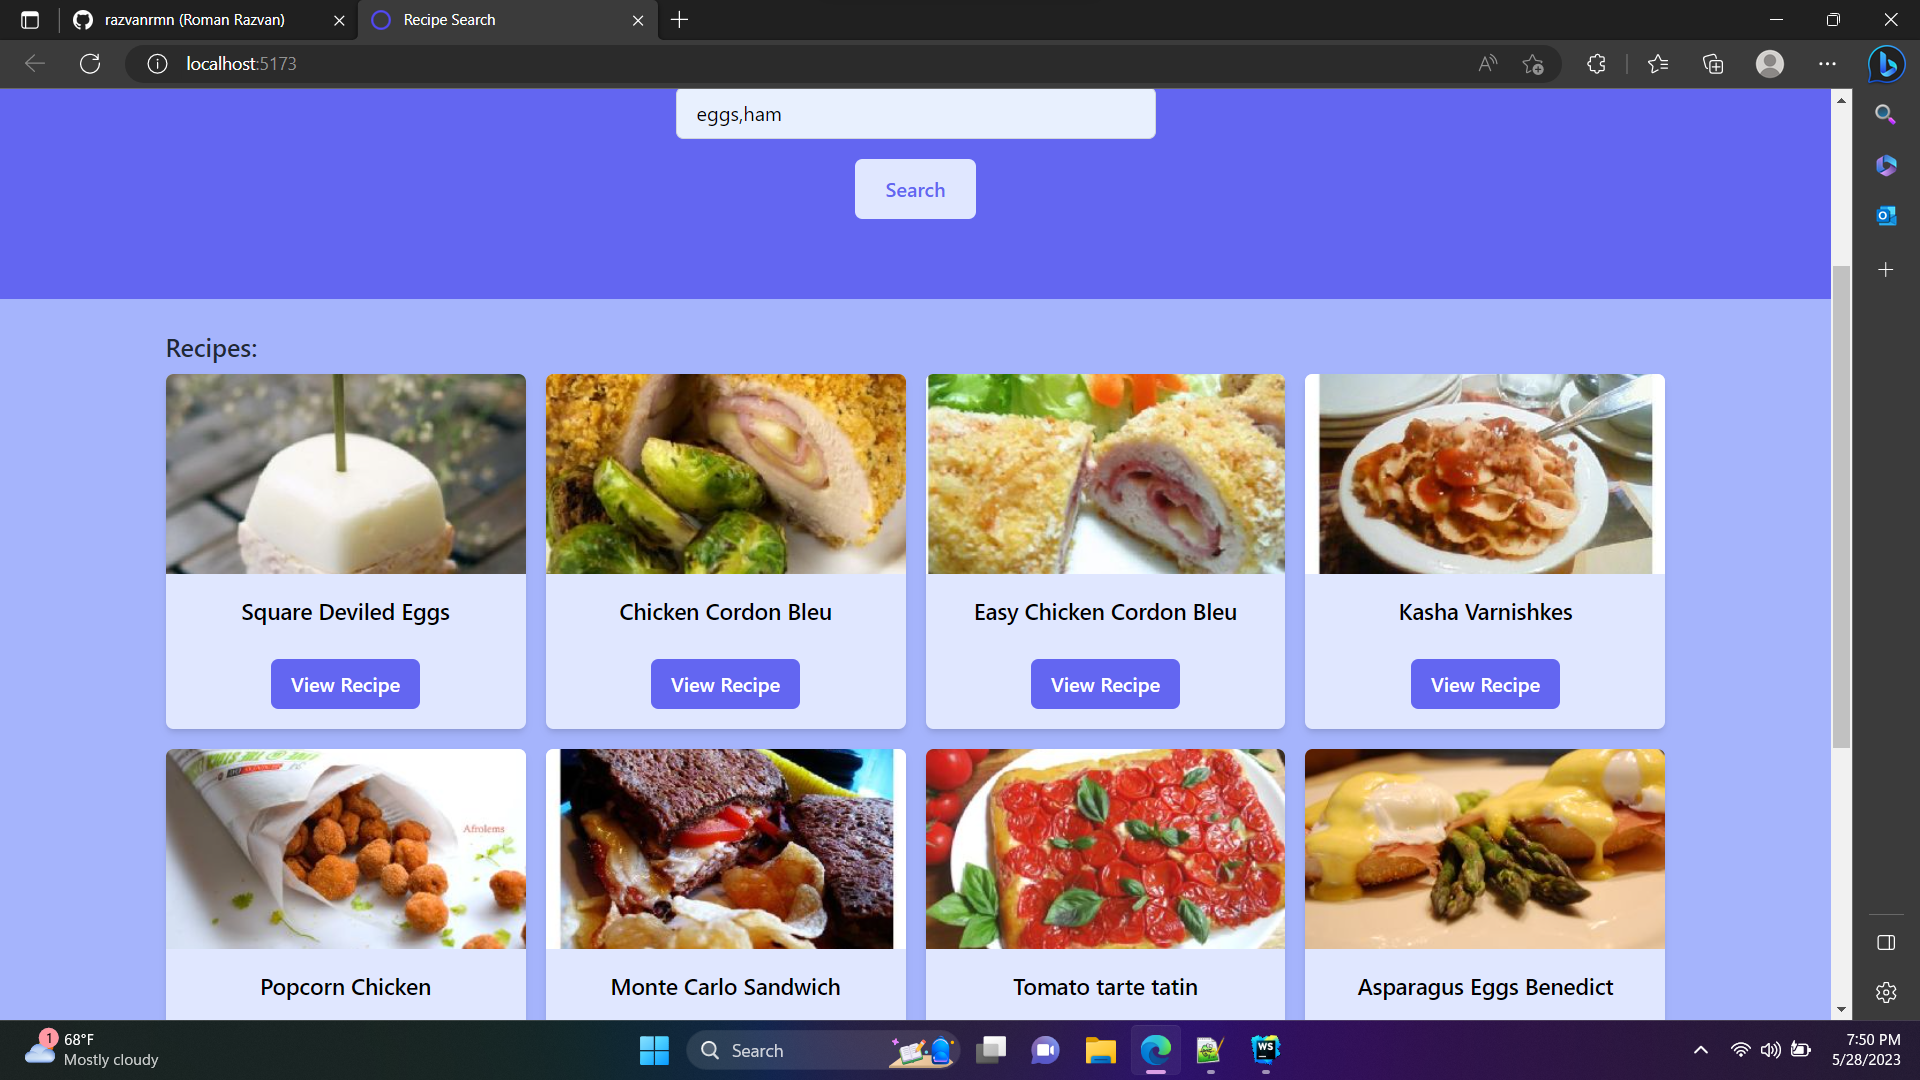 razvanrmn (Roman Razvan)
Recipe Search
localhost:5173
eggs,ham
Search
Recipes:
Square Deviled Eggs
Chicken Cordon Bleu
Easy Chicken Cordon Bleu
Kasha Varnishkes
View Recipe
View Recipe
View Recipe
View Recipe
Afrolems
Popcorn Chicken
Monte Carlo Sandwich
Tomato tarte tatin
Asparagus Eggs Benedict
1
68°F
Mostly cloudy
Search
WS
7:50 PM
5/28/2023